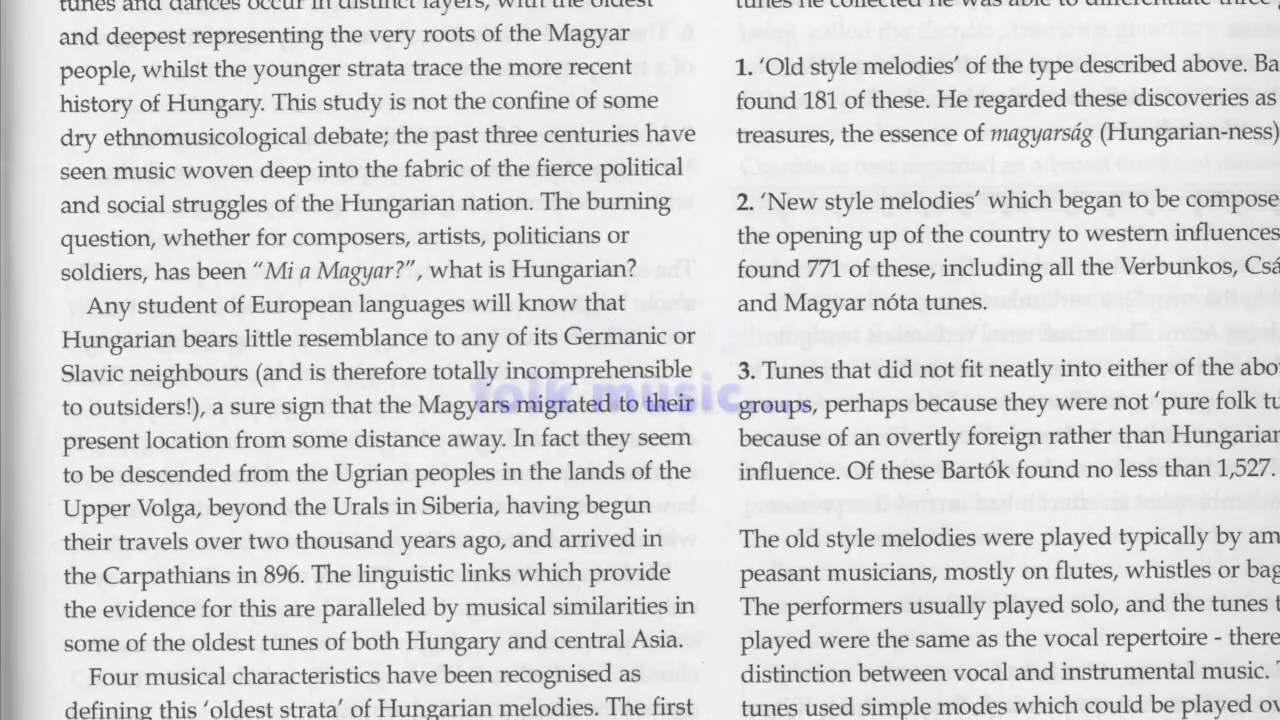 tunes and dances occur in distinct layers, with the oldest
and deepest representing the very roots of the Magyar
people, whilst the younger strata trace the more recent
history of Hungary. This study is not the confine of some
dry ethnomusicological debate; the past three centuries have
seen music woven deep into the fabric of the fierce political
and social struggles of the Hungarian nation. The burning
question, whether for composers, artists, politicians or
soldiers, has been “Mi a Magyar?”, what is Hungarian?
Any student of European languages will know that
Hungarian bears little resemblance to any of its Germanic or
Slavic neighbours (and is therefore totally incomprehensible
to outsiders!), a sure sign that the Magyars migrated to their
present location from some distance away. In fact they seem
to be descended from the Ugrian peoples in the lands of the
Upper Volga, beyond the Urals in Siberia, having begun
their travels over two thousand years ago, and arrived in
the Carpathians in 896. The linguistic links which provide
the evidence for this are paralleled by musical similarities in
some of the oldest tunes of both Hungary and central Asia.
Four musical characteristics have been recognised as
defining this ‘oldest strata’ of Hungarian melodies. The first
tunes he collected he was able to differentiate three
1. ‘Old style melodies’ of the type described above. Ba
found 181 of these. He regarded these discoveries as
treasures, the essence of magyarság (Hungarian-ness)
2. ‘New style melodies’ which began to be compose
the opening up of the country to western influences
found 771 of these, including all the Verbunkos, Csá
and Magyar nóta tunes.
3. Tunes that did not fit neatly into either of the abo
groups, perhaps because they were not ‘pure folk tu
because of an overtly foreign rather than Hungarian
influence. Of these Bartók found no less than 1,527.
The old style melodies were played typically by am
peasant musicians, mostly on flutes, whistles or bag
The performers usually played solo, and the tunes t
played were the same as the vocal repertoire - there
distinction between vocal and instrumental music.
tunes used simple modes which could be played ov
folk music......